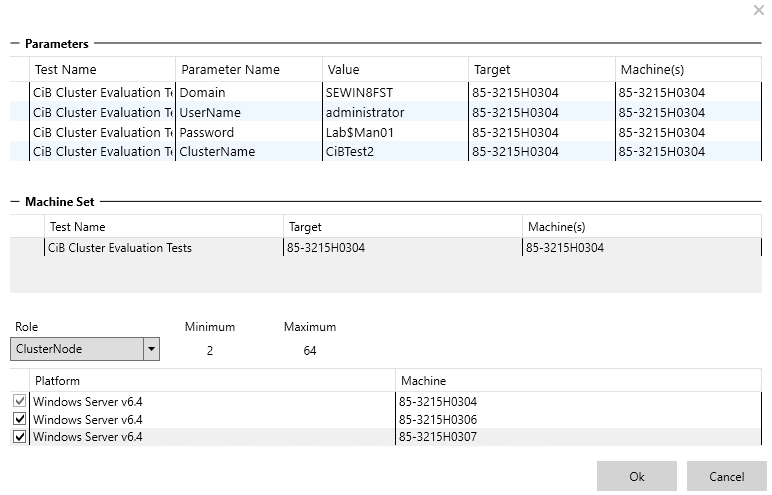 Parameters
Test Name Parameter Name Value Target Machine(s)
CiB Cluster Evaluation Te Domain SEWIN8FST 85-3215H0304 85-3215H0304
CiB Cluster Evaluation Te UserName administrator 85-3215H0304 85-3215H0304
CiB Cluster Evaluation Te Password Lab$Man01 85-3215H0304 85-3215H0304
CiB Cluster Evaluation Te ClusterName CiBTest2 85-3215H0304 85-3215H0304
Machine Set
Test Name Target Machine(s)
CiB Cluster Evaluation Tests 85-3215H0304 85-3215H0304
Role Minimum Maximum
ClusterNode 2 64
Platform Machine
Windows Server v6.4 85-3215H0304
Windows Server v6.4 85-3215H0306
Windows Server v6.4 85-3215H0307
Ok Cancel